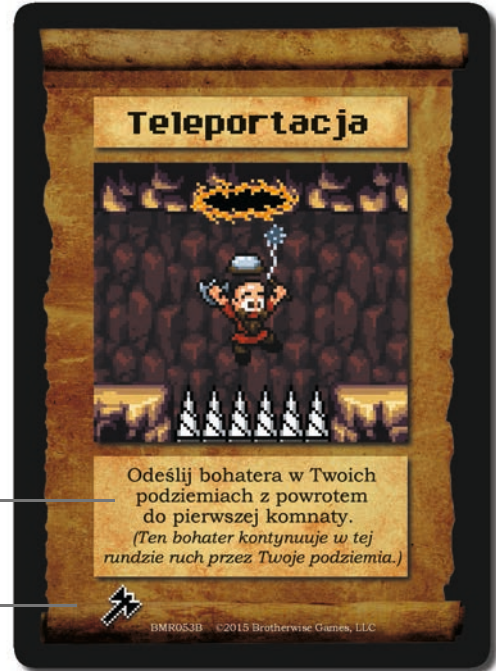 Teleportacja
Odeślij bohatera w Twoich
podziemiach z powrotem
do pierwszej komnaty.
(Ten bohater kontynuuje w tej
rundzie ruch przez Twoje podziemia.)
BMR053B ©2015 Brotherwise Games, LLC